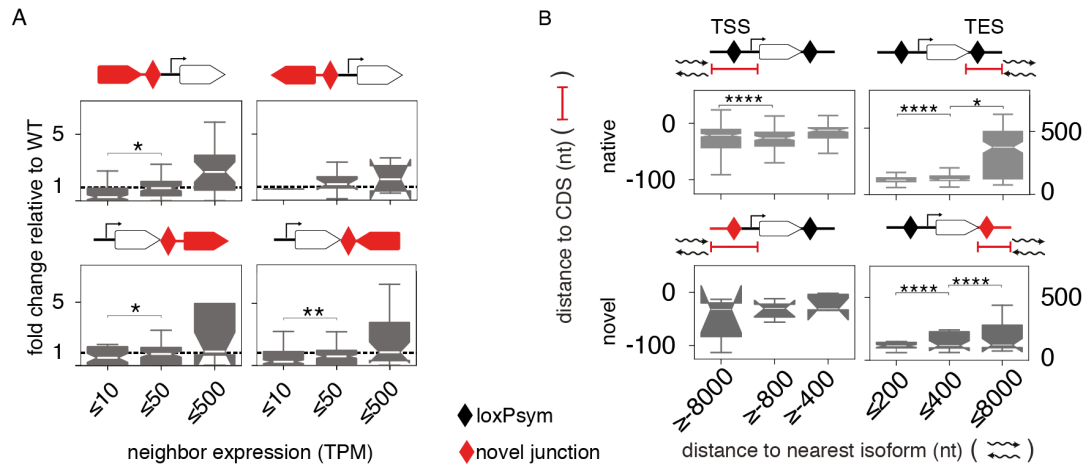 A
fold change relative to WT
5
1
*
5
1
*
**
≤10
≤50
≤500
≤10
≤50
≤500
neighbor expression (TPM)
loxPsym
novel junction
B
TSS
TES
distance to CDS (nt) ( )
native
0
-100
****
****
*
500
0
novel
0
-100
****
****
500
0
≥-8000
≥-800
≥-400
≤200
≤400
≤8000
distance to nearest isoform (nt) ( )